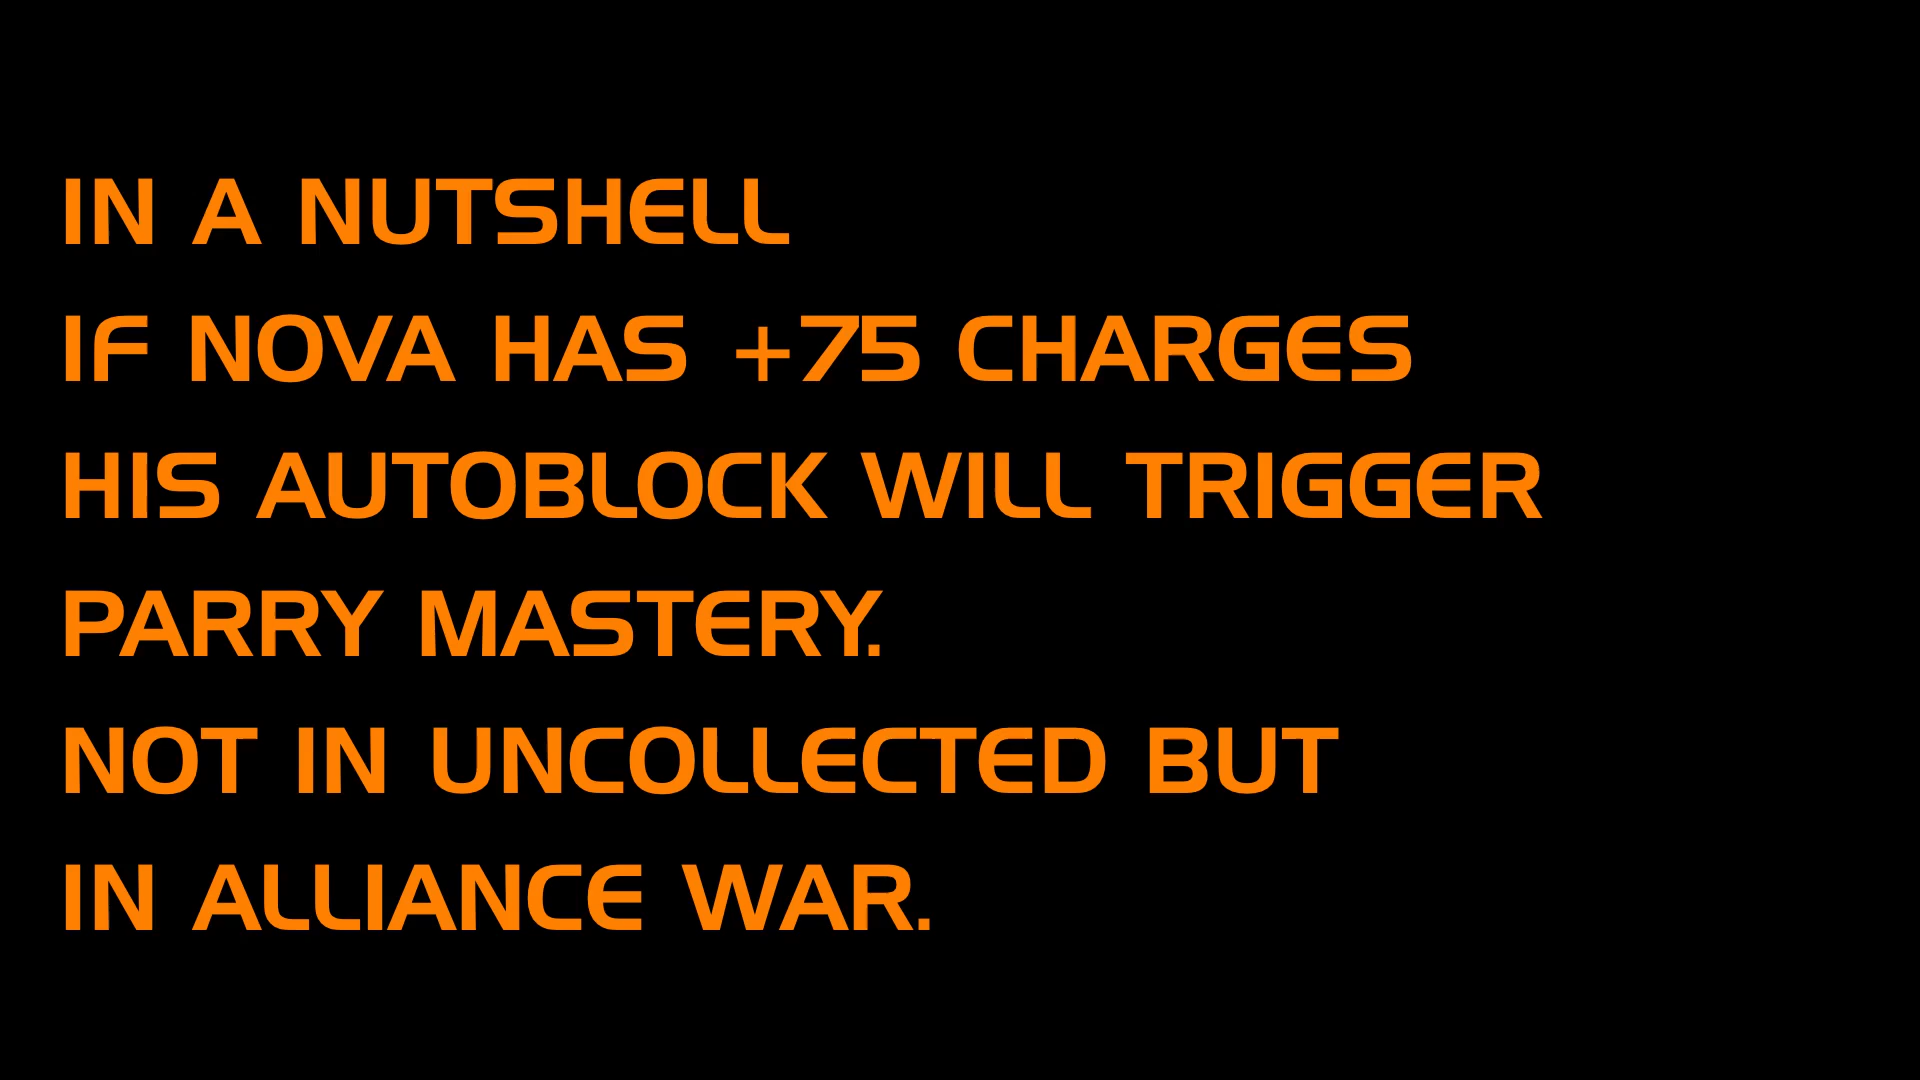 IN A NUTSHELL
IF NOVA HAS +75 CHARGES
HIS AUTOBLOCK WILL TRIGGER
PARRY MASTERY.
NOT IN UNCOLLECTED BUT
IN ALLIANCE WAR.